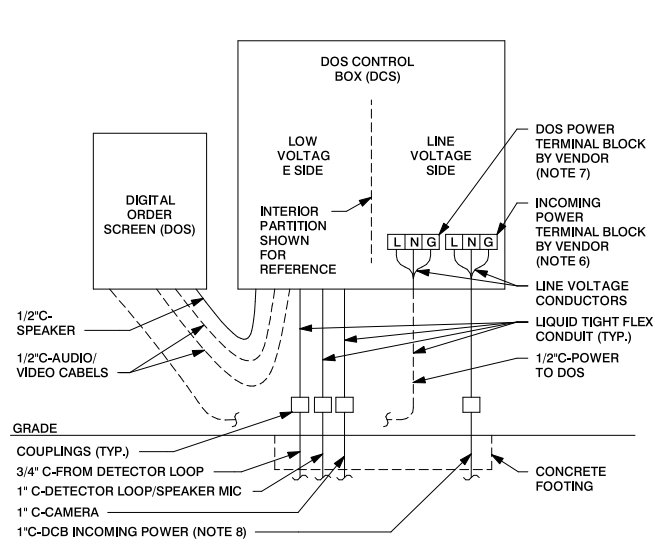 DOS CONTROL
BOX (DCS)
LOW
VOLTAG
E SIDE
LINE
VOLTAGE
SIDE
DOS POWER
TERMINAL BLOCK
BY VENDOR
(NOTE 7)
DIGITAL
ORDER
SCREEN (DOS)
INTERIOR
PARTITION
SHOWN
FOR
REFERENCE
L N G
L N G
INCOMING
POWER
TERMINAL BLOCK
BY VENDOR
(NOTE 6)
LINE VOLTAGE
CONDUCTORS
1/2"C-
SPEAKER
LIQUID TIGHT FLEX
CONDUIT (TYP.)
1/2"C-AUDIO/
VIDEO CABELS
1/2"C-POWER
TO DOS
GRADE
COUPLINGS (TYP.)
3/4" C-FROM DETECTOR LOOP
1" C-DETECTOR LOOP/SPEAKER MIC
1" C-CAMERA
1"C-DCB INCOMING POWER (NOTE 8)
CONCRETE
FOOTING